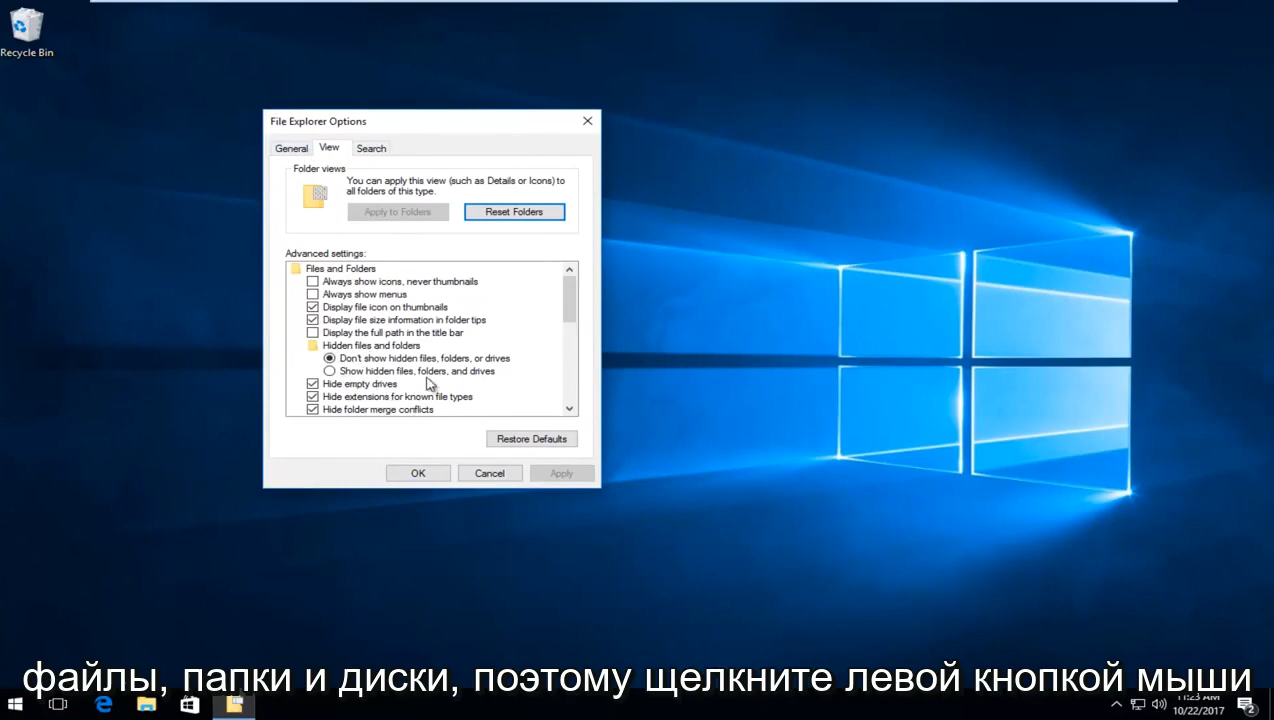 Recycle Bin
File Explorer Options
General View Search
Folder views
You can apply this view (such as Details or Icons) to
all folders of this type.
Apply to Folders Reset Folders
Advanced settings:
Files and Folders
Always show icons, never thumbnails
Always show menus
Display file icon on thumbnails
Display file size information in folder tips
Display the full path in the title bar
Hidden files and folders
Don't show hidden files, folders, or drives
Show hidden files, folders, and drives
Hide empty drives
Hide extensions for known file types
Hide folder merge conflicts
Restore Defaults
OK Cancel Apply
файлы, папки и диски, поэтому щелкните левой кнопкой мыши
11:23 AM
10/22/2017
2